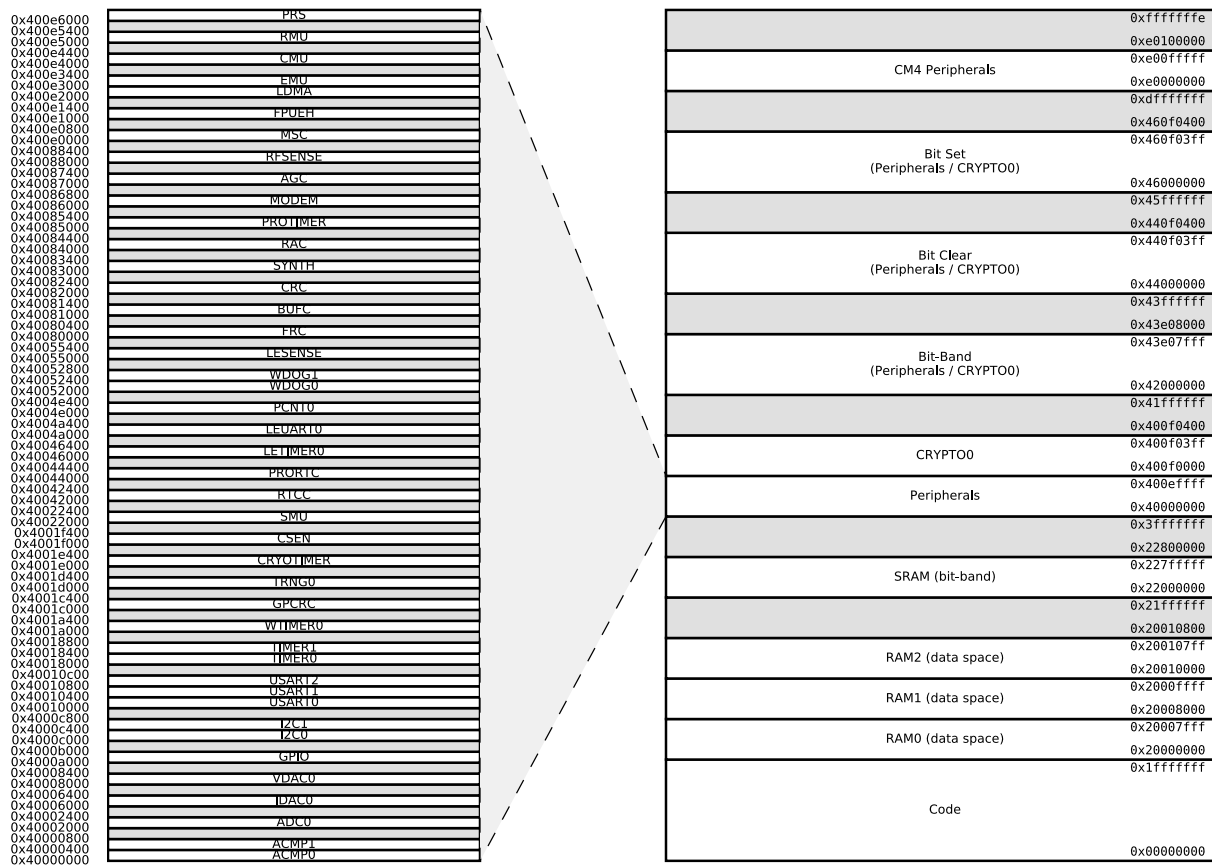 PRS
0x400e6000
0x400e5400
RMU
0x400e5000
0x400e4400
CMU
0x400e4000
0x400e3400
EMU
0x400e3000
LDMA
0x400e2000
0x400e1400
FPUEH
0x400e1000
0x400e0800
MSC
0x400e0000
0x40088400
RFSENSE
0x40088000
0x40087400
AGC
0x40087000
0x40086800
MODEM
0x40086000
0x40085400
PROTIMER
0x40085000
0x40084400
RAC
0x40084000
0x40083400
SYNTH
0x40083000
0x40082400
CRC
0x40082000
0x40081400
BUFC
0x40081000
0x40080400
FRC
0x40080000
0x40055400
LESENSE
0x40055000
0x40052800
WDOG1
0x40052400
WDOG0
0x40052000
0x4004e400
PCNT0
0x4004e000
0x4004a400
LEUART0
0x4004a000
0x40046400
LETIMER0
0x40046000
0x40044400
PRORTC
0x40044000
0x40042400
RTCC
0x40042000
0x40022400
SMU
0x40022000
0x4001f400
CSEN
0x4001f000
0x4001e400
CRYOTIMER
0x4001e000
0x4001d400
TRNG0
0x4001d000
0x4001c400
GPCRC
0x4001c000
0x4001a400
WTIMER0
0x4001a000
0x40018800
TIMER1
0x40018400
TIMER0
0x40018000
0x40010c00
USART2
0x40010800
USART1
0x40010400
USART0
0x40010000
0x4000c800
I2C1
0x4000c400
I2C0
0x4000c000
0x4000b000
GPIO
0x4000a000
0x40008400
VDAC0
0x40008000
0x40006400
IDAC0
0x40006000
0x40002400
ADC0
0x40002000
0x40000800
ACMP1
0x40000400
ACMP0
0x40000000
0xfffffffe
0xe0100000
0xe00fffff
CM4 Peripherals
0xe0000000
0xdfffffff
0x460f0400
0x460f03ff
Bit Set
(Peripherals / CRYPTO0)
0x46000000
0x45ffffff
0x440f0400
0x440f03ff
Bit Clear
(Peripherals / CRYPTO0)
0x44000000
0x43ffffff
0x43e08000
0x43e07fff
Bit-Band
(Peripherals / CRYPTO0)
0x42000000
0x41ffffff
0x400f0400
0x400f03ff
CRYPTO0
0x400f0000
0x400effff
Peripherals
0x40000000
0x3fffffff
0x22800000
0x227fffff
SRAM (bit-band)
0x22000000
0x21ffffff
0x20010800
0x200107ff
RAM2 (data space)
0x20010000
0x2000ffff
RAM1 (data space)
0x20008000
0x20007fff
RAM0 (data space)
0x20000000
0x1fffffff
Code
0x00000000